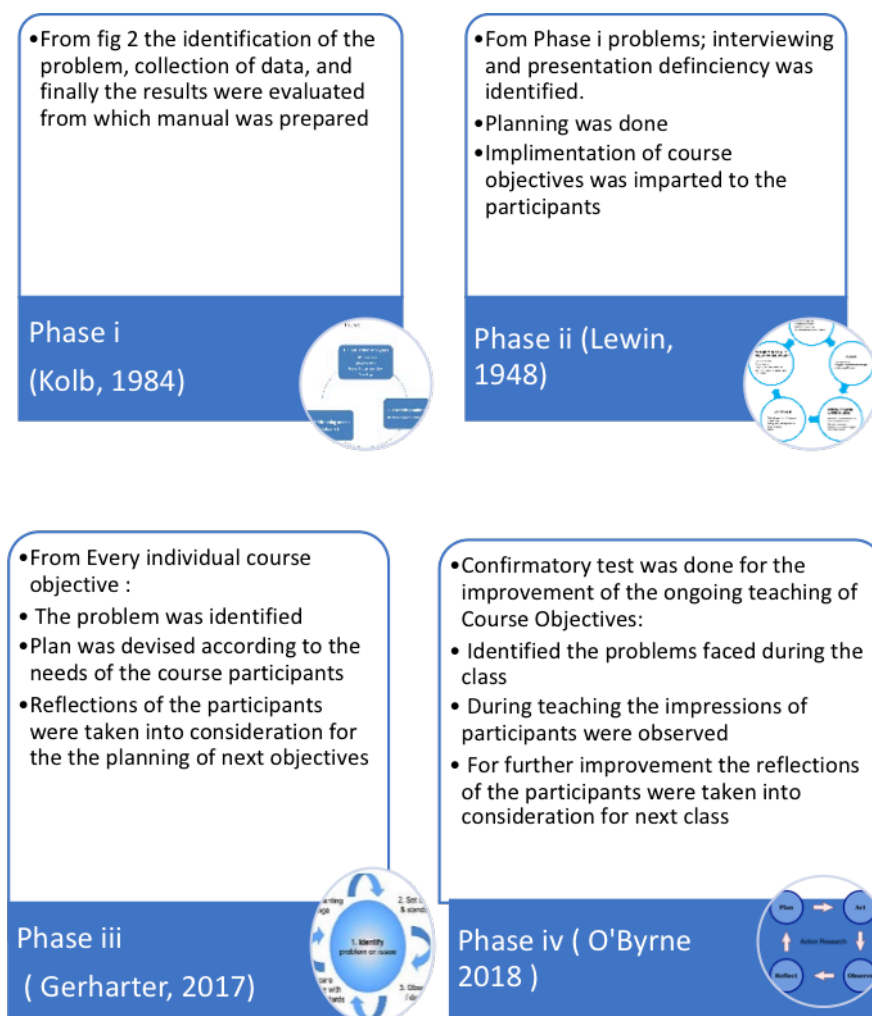 •From fig 2 the identification of the
problem, collection of data, and
finally the results were evaluated
from which manual was prepared
Phase i
(Kolb, 1984)
•Fom Phase i problems; interviewing
and presentation definciency was
identified.
•Planning was done
•Implimentation of course
objectives was imparted to the
participants
Phase ii (Lewin,
1948)
•From Every individual course
objective :
• The problem was identified
•Plan was devised according to the
needs of the course participants
•Reflections of the participants
were taken into consideration for
the the planning of next objectives
Phase iii
( Gerharter, 2017)
1. Identify
problem or issue
2. Set
& stand
3. Obse
•Confirmatory test was done for the
improvement of the ongoing teaching of
Course Objectives:
• Identified the problems faced during the
class
• During teaching the impressions of
participants were observed
• For further improvement the reflections
of the participants were taken into
consideration for next class
Phase iv ( O'Byrne
2018 )
Plan
Act
Action Research
Reflect
Observe